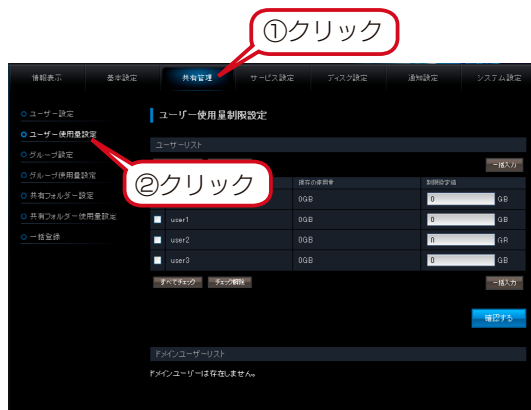 ①クリック
情報表示 基本設定 共有管理 サービス設定 ディスク設定 通知設定 システム設定
ユーザー設定
ユーザー使用量設定
グループ設定
グループ使用量設定
共有フォルダー設定
共有フォルダー使用量設定
一括登録
ユーザー使用量制限設定
ユーザーリスト
②クリック
一括入力
現在の使用量 制限設定値
0GB 0 GB
user1 0GB 0 GB
user2 0GB 0 GB
user3 0GB 0 GB
すべてチェック チェック解除 一括入力
確認する
ドメインユーザーリスト
ドメインユーザーは存在しません。